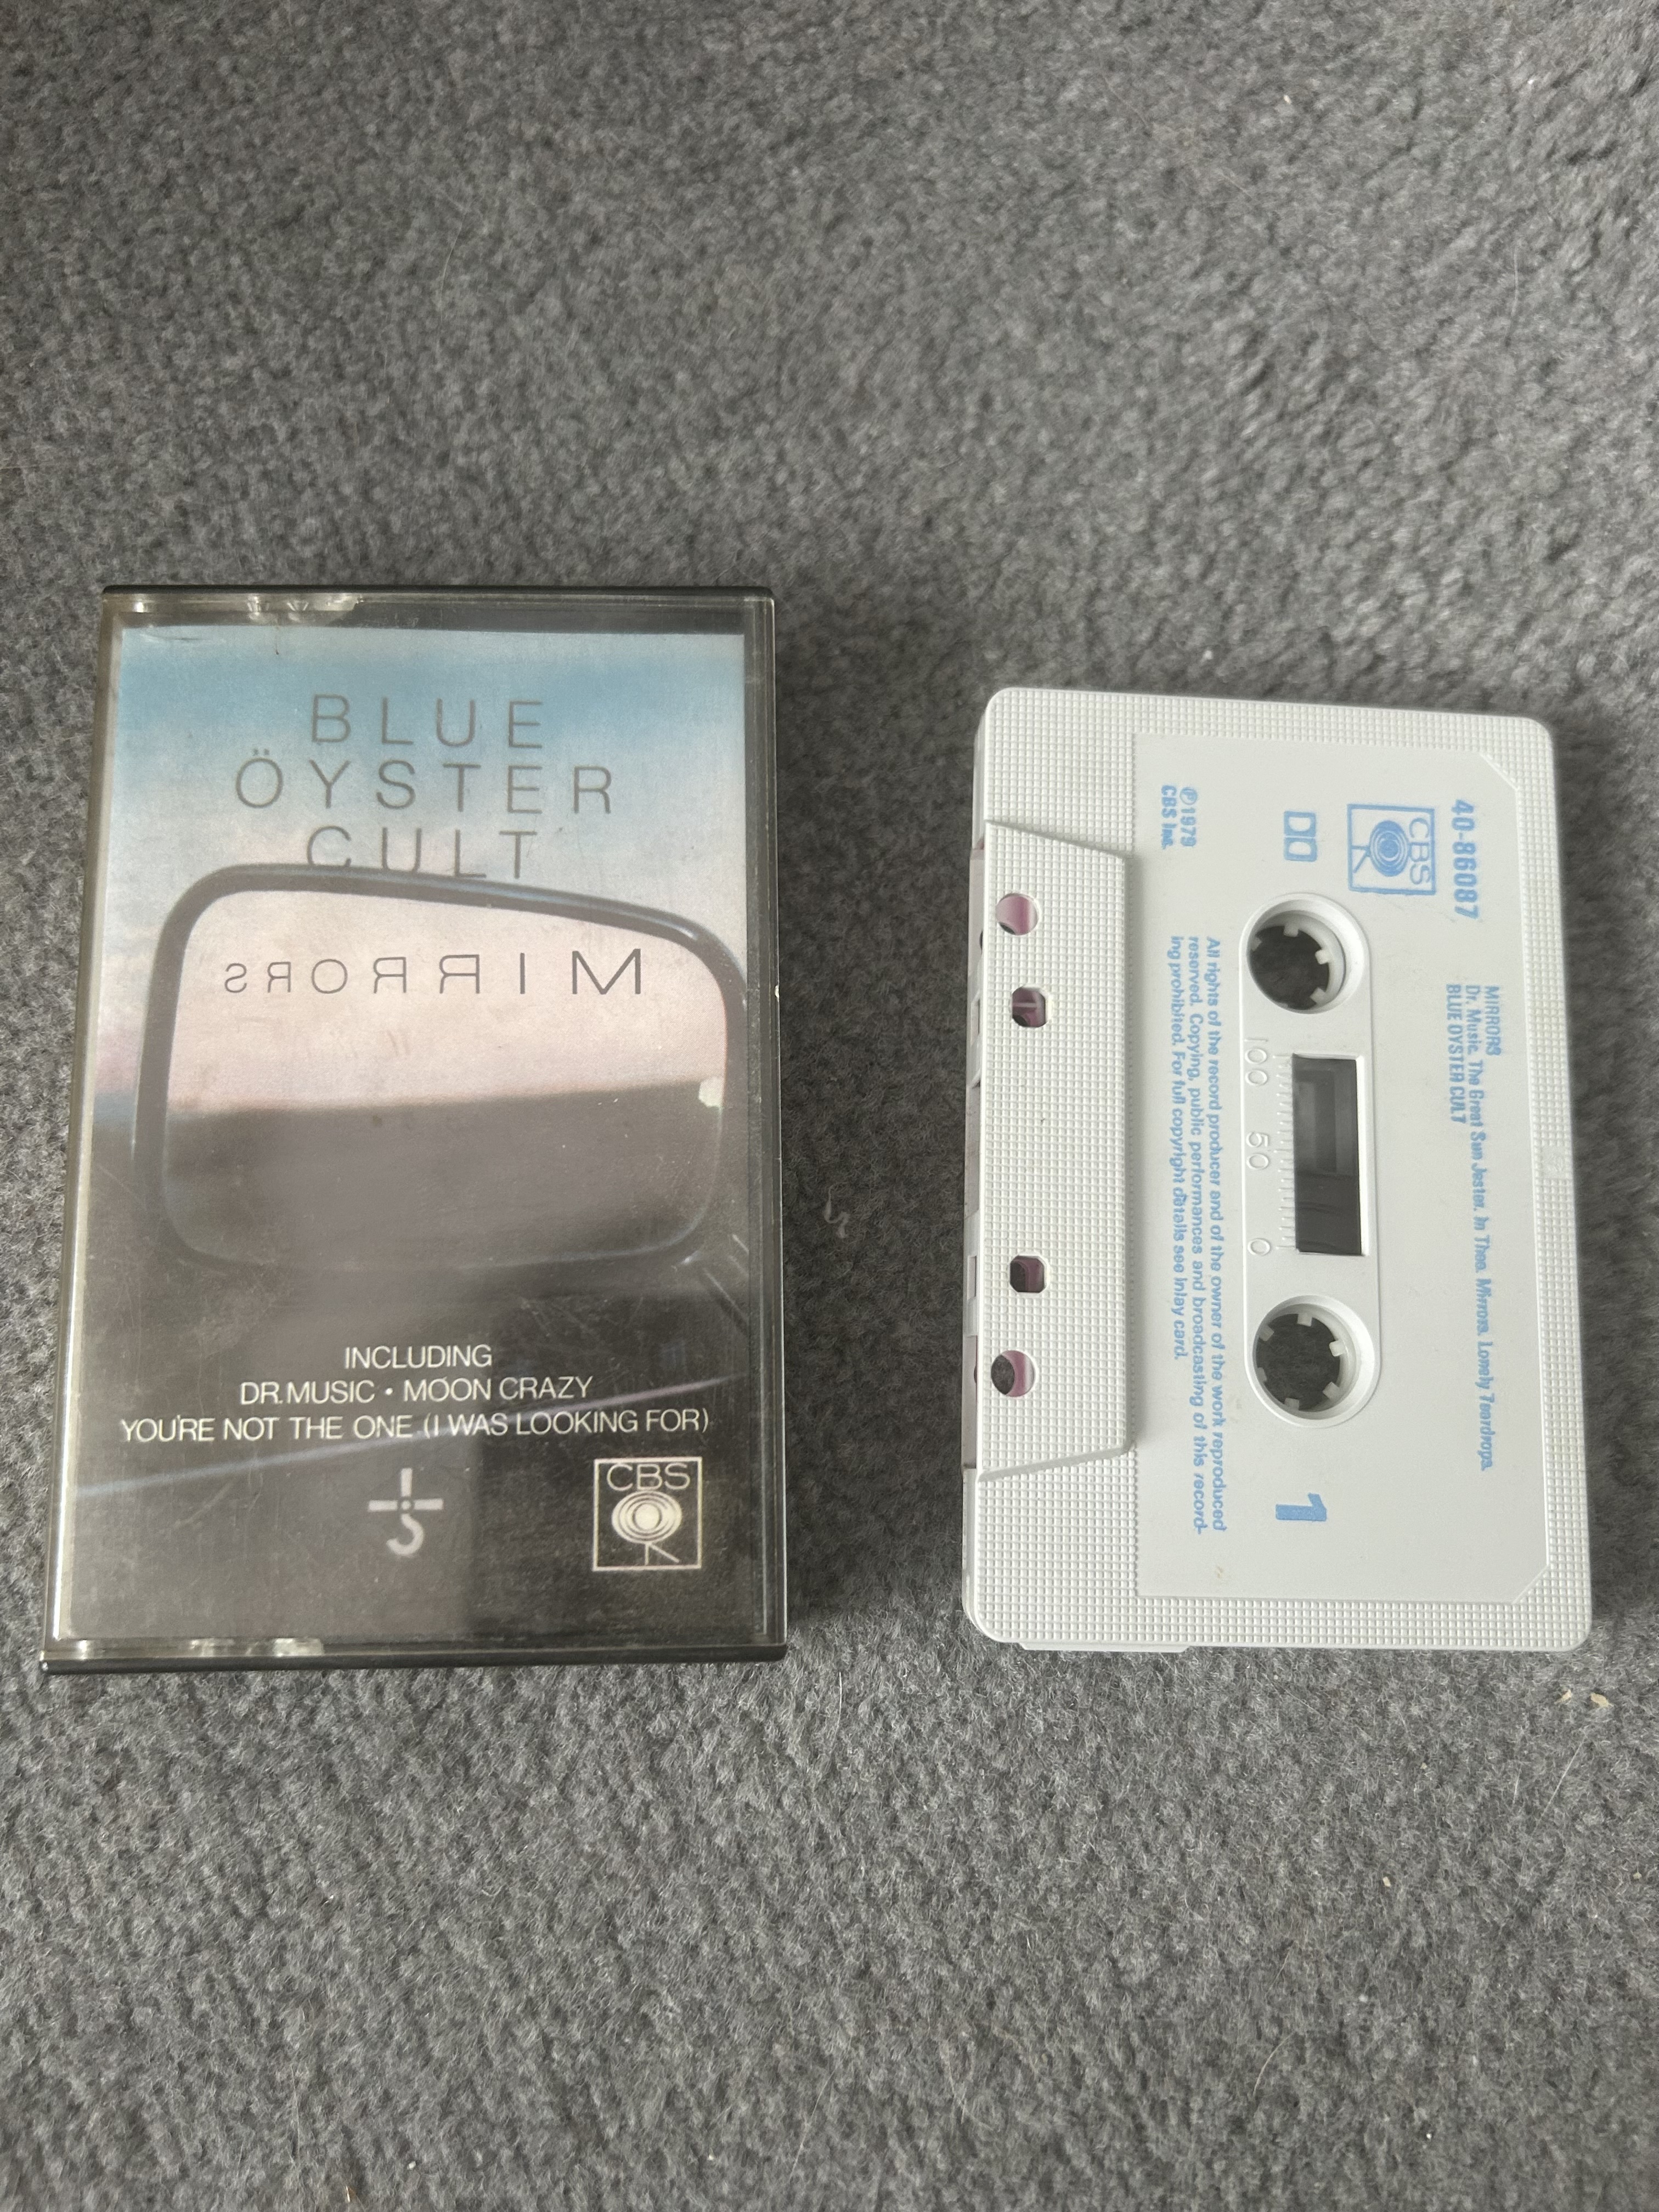 BLUE
ÖYSTER
CULT
MIRRORS
INCLUDING
DR. MUSIC • MOON CRAZY
YOU'RE NOT THE ONE (I WAS LOOKING FOR)
CBS
40-86087
CBS
MIRRORS
Dr. Music. The Great Sun Jester. In Thee. Mirrors. Lonely Teardrops.
BLUE OYSTER CULT
1
100 50 0
All rights of the record producer and of the owner of the work reproduced
reserved. Copying, public performances and broadcasting of this record-
ing prohibited. For full copyright details see inlay card.
℗1979
CBS Inc.